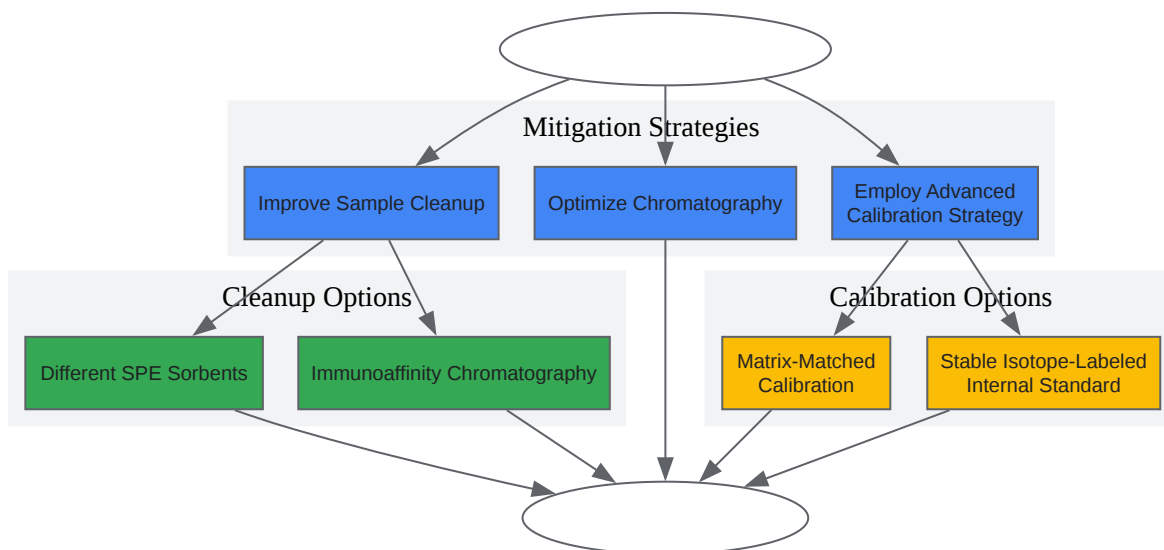 Mitigation Strategies
Improve Sample Cleanup
Optimize Chromatography
Employ Advanced
Calibration Strategy
Cleanup Options
Calibration Options
Different SPE Sorbents
Immunoaffinity Chromatography
Matrix-Matched
Calibration
Stable Isotope-Labeled
Internal Standard